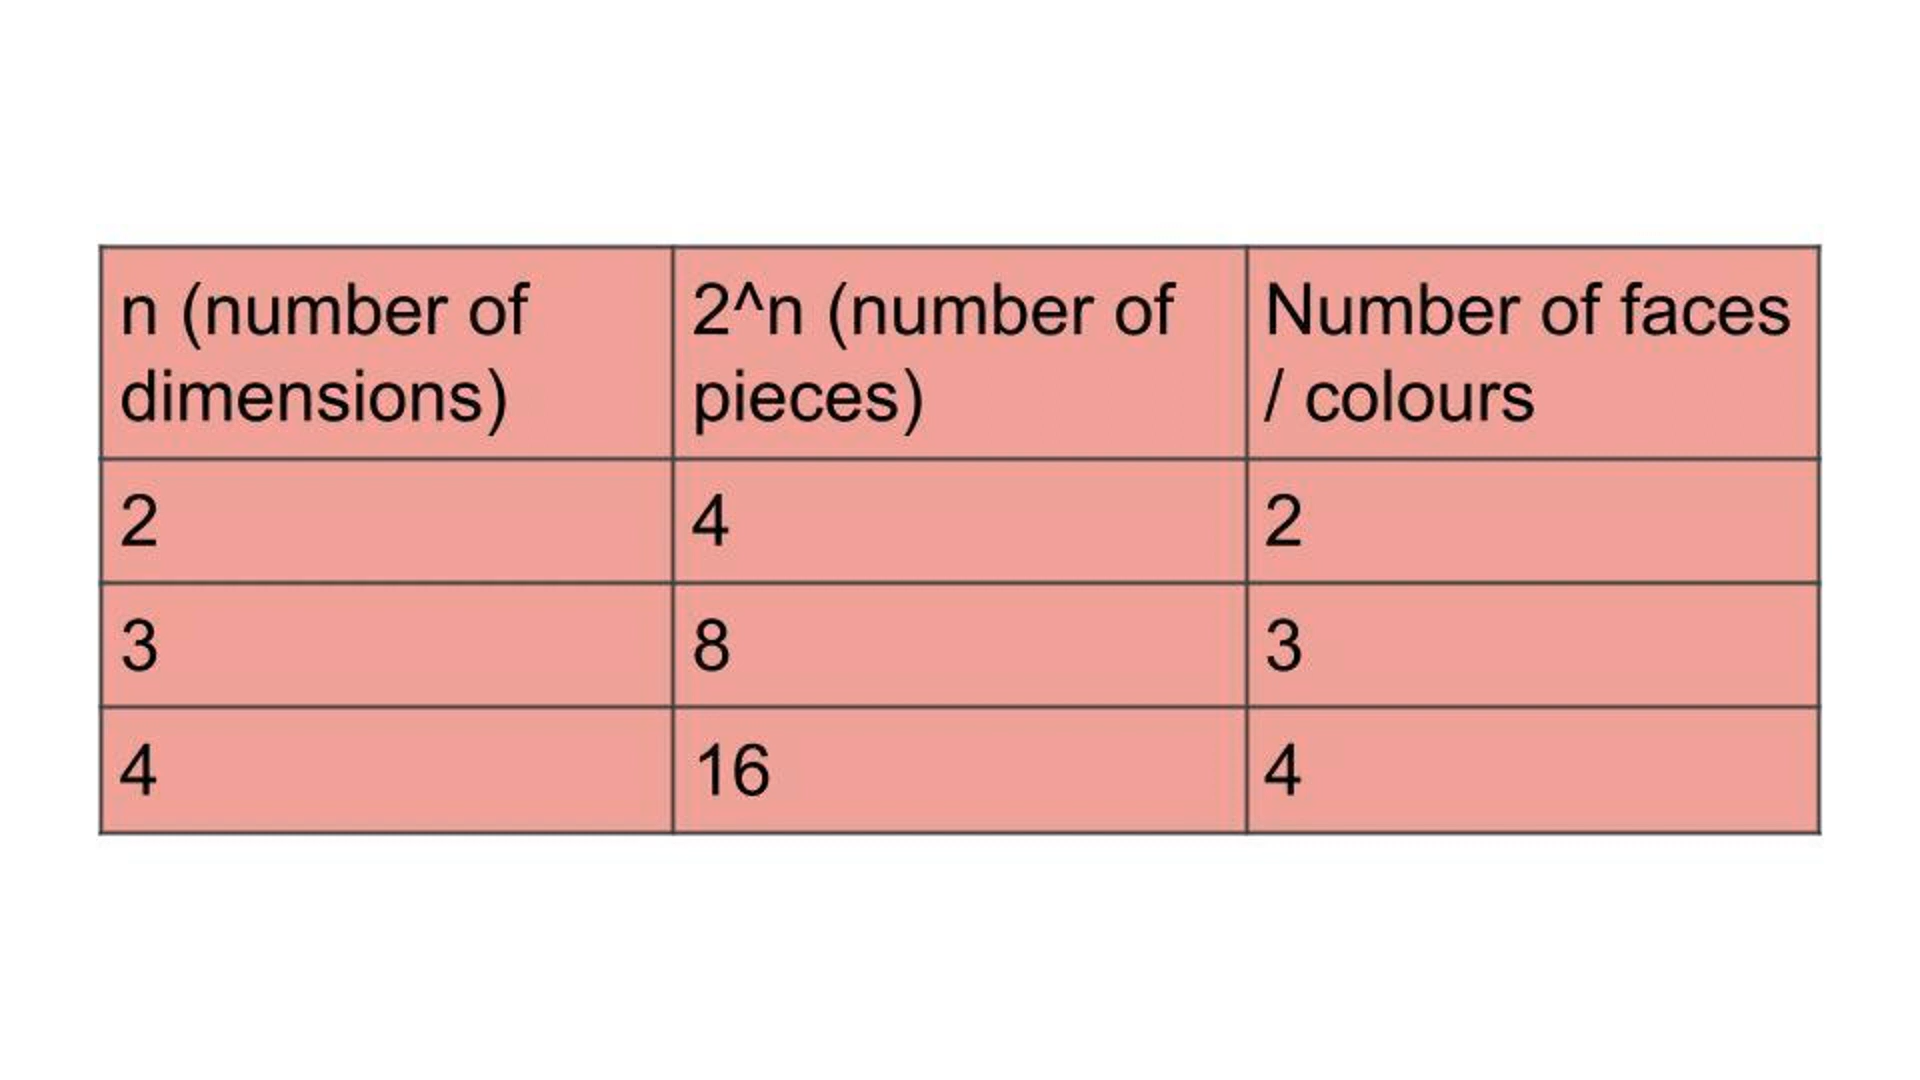 n (number of
dimensions)
2^n (number of
pieces)
Number of faces
/ colours
2
4
2
3
8
3
4
16
4